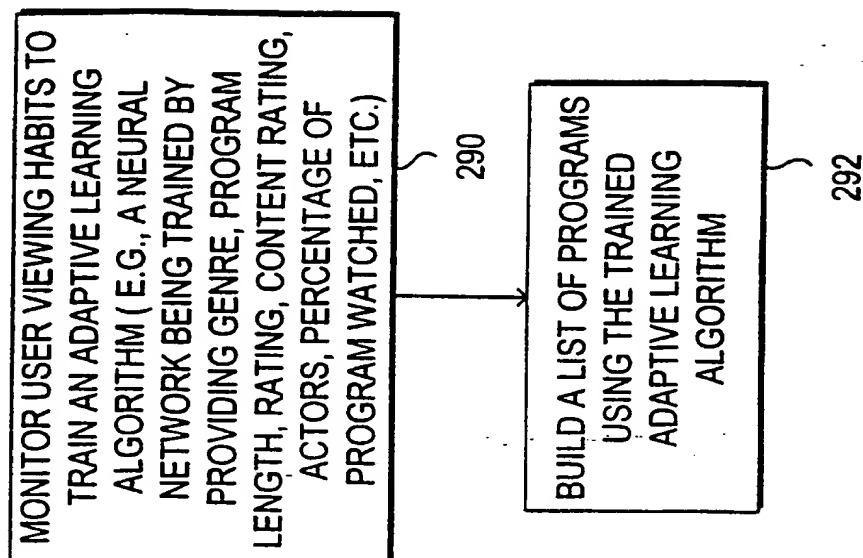 MONITOR USER VIEWING HABITS TO
TRAIN AN ADAPTIVE LEARNING
ALGORITHM ( E.G., A NEURAL
NETWORK BEING TRAINED BY
PROVIDING GENRE, PROGRAM
LENGTH, RATING, CONTENT RATING,
ACTORS, PERCENTAGE OF
PROGRAM WATCHED, ETC.)
290
BUILD A LIST OF PROGRAMS
USING THE TRAINED
ADAPTIVE LEARNING
ALGORITHM
292